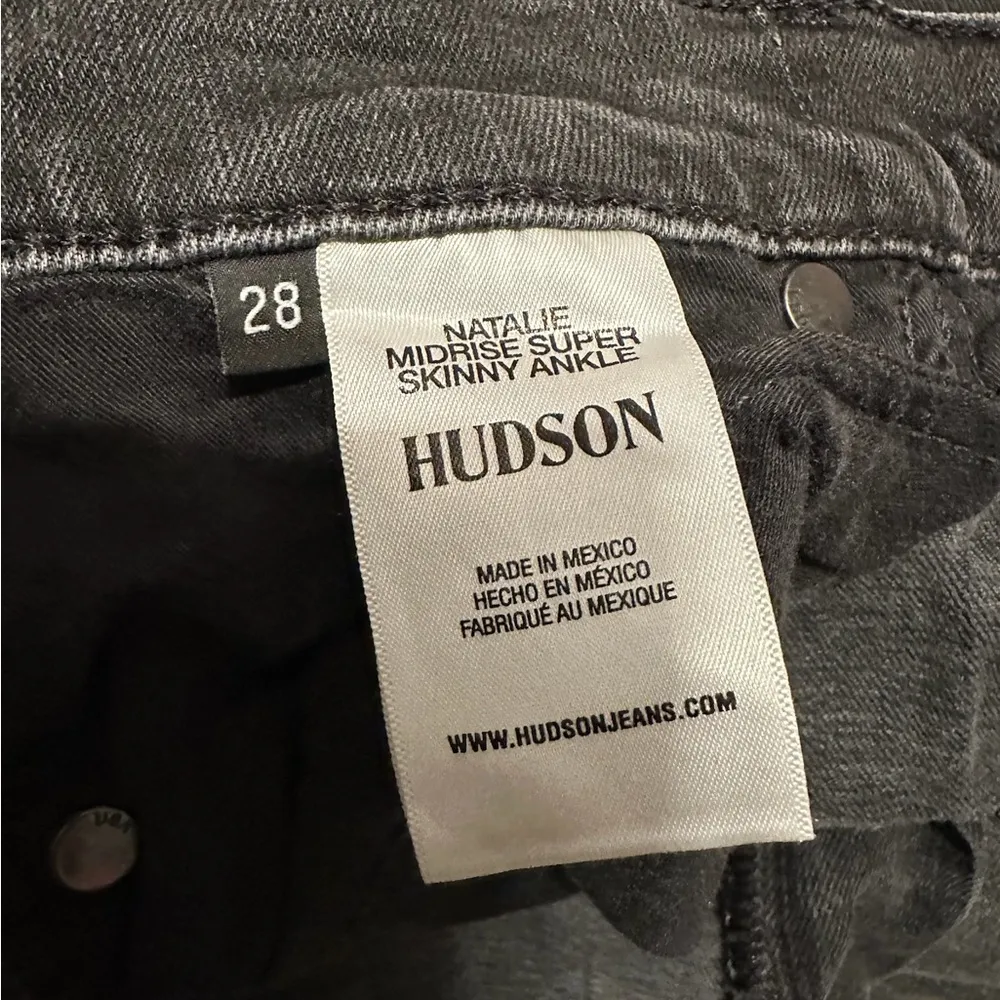 28
NATALIE
MIDRISE SUPER
SKINNY ANKLE
HUDSON
MADE IN MEXICO
HECHO EN MÉXICO
FABRIQUÉ AU MEXIQUE
WWW.HUDSONJEANS.COM